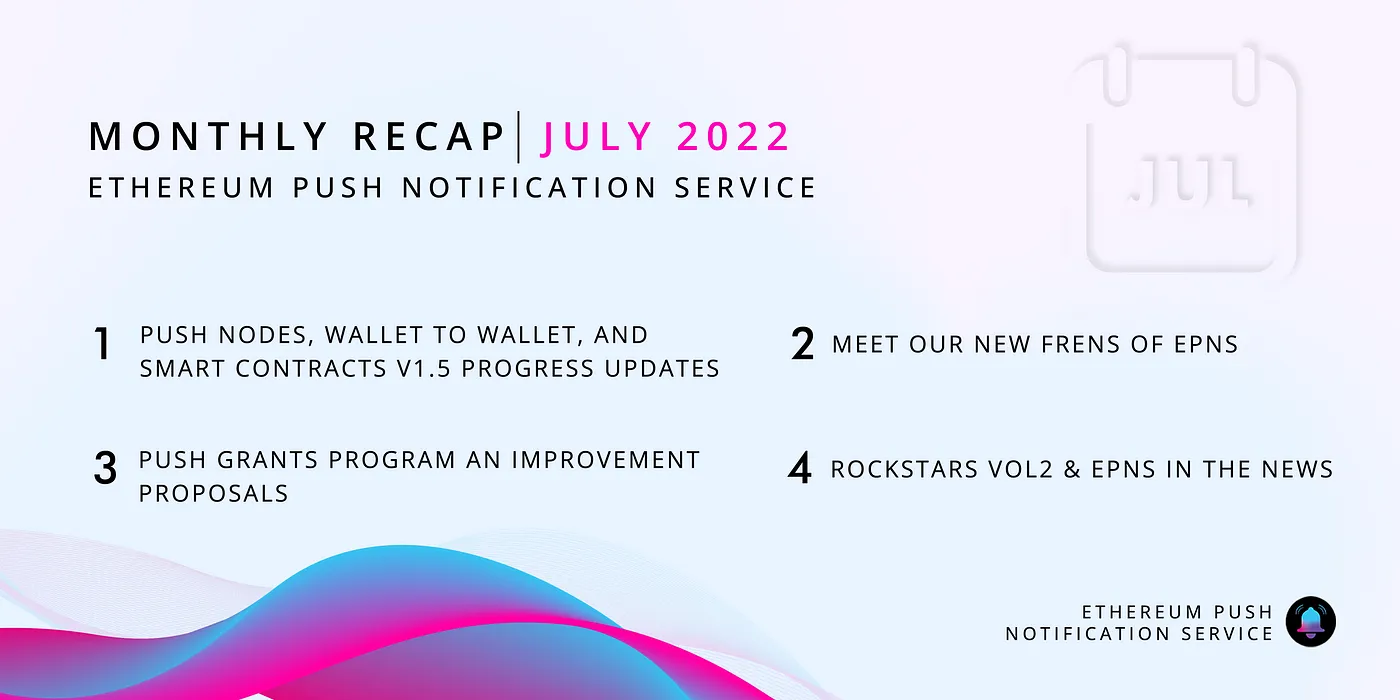 MONTHLY RECAP | JULY 2022
ETHEREUM PUSH NOTIFICATION SERVICE
JUL
1 PUSH NODES, WALLET TO WALLET, AND
SMART CONTRACTS V1.5 PROGRESS UPDATES
2 MEET OUR NEW FRENS OF EPNS
3 PUSH GRANTS PROGRAM AN IMPROVEMENT
PROPOSALS
4 ROCKSTARS VOL2 & EPNS IN THE NEWS
ETHEREUM PUSH
NOTIFICATION SERVICE